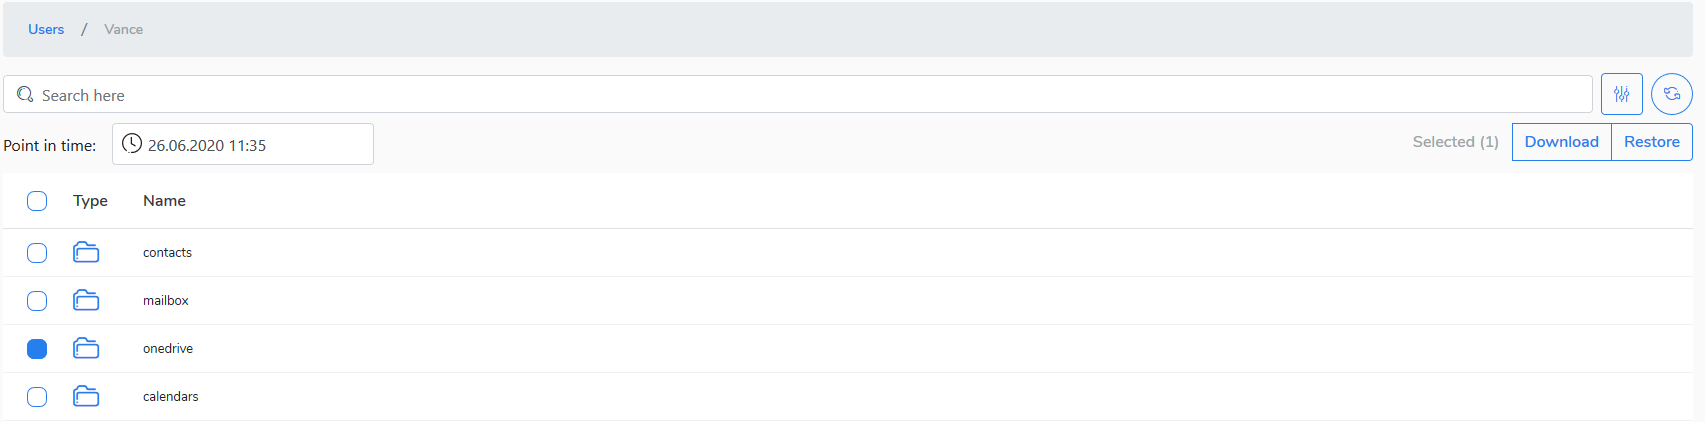 Users / Vance
Search here
Point in time: 26.06.2020 11:35 Selected (1) Download Restore
Type Name
contacts
mailbox
onedrive
calendars